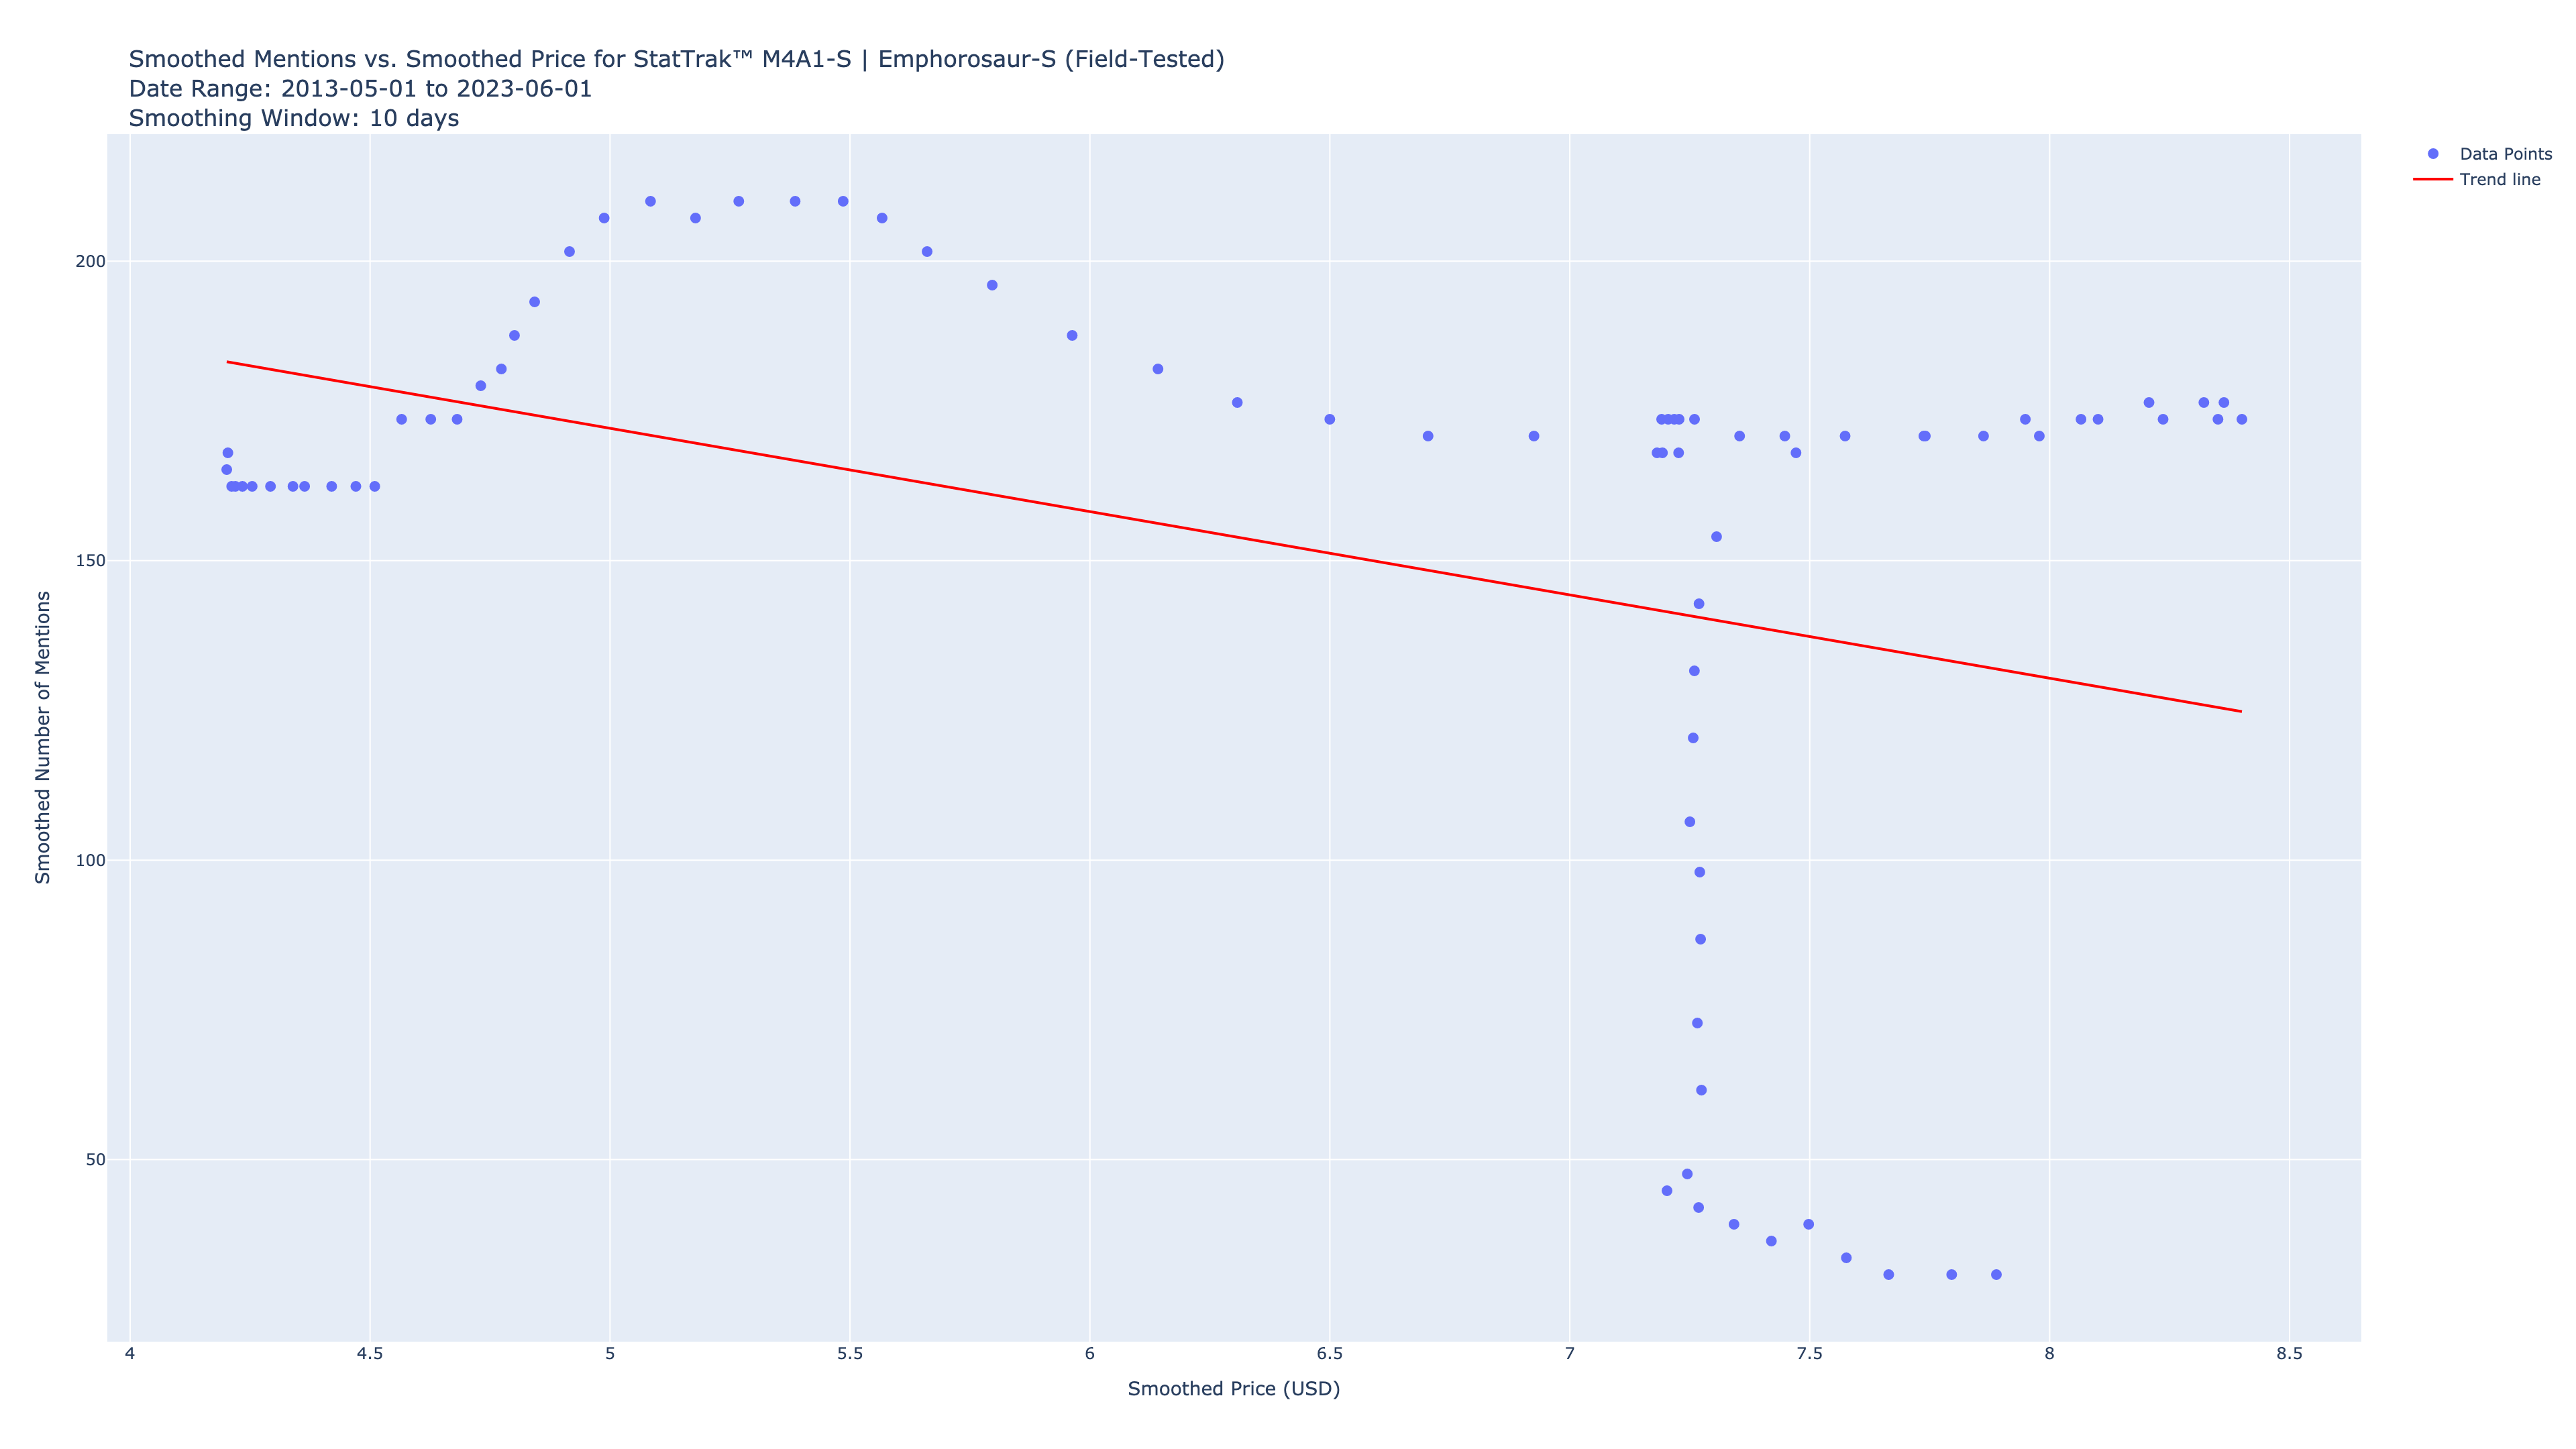 Smoothed Mentions vs. Smoothed Price for StatTrak™ M4A1-S | Emphorosaur-S (Field-Tested)
Date Range: 2013-05-01 to 2023-06-01
Smoothing Window: 10 days
Data Points
Trend line
200
150
100
50
Smoothed Number of Mentions
4
4.5
5
5.5
6
6.5
7
7.5
8
8.5
Smoothed Price (USD)